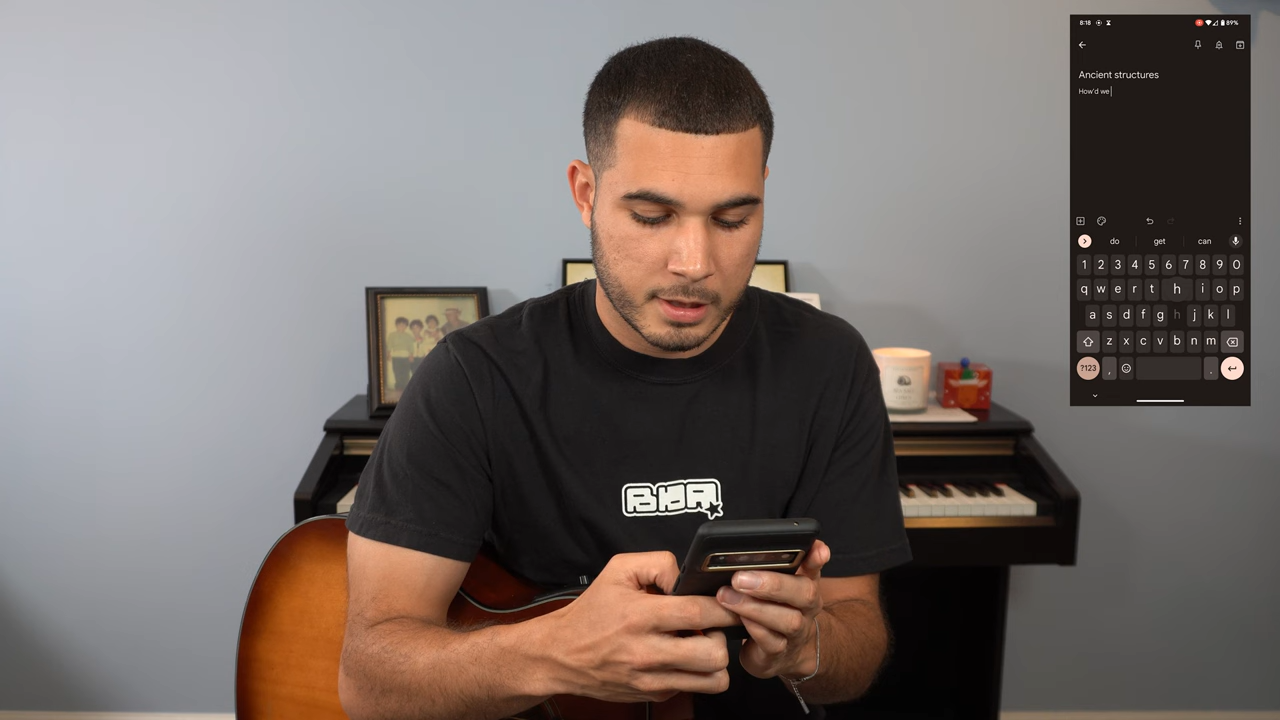 8:18 89%
Ancient structures
How'd we
do get can
1 2 3 4 5 6 7 8 9 0
q w e r t h i o p
a s d f g h j k l
z x c v b n m
?123 , .